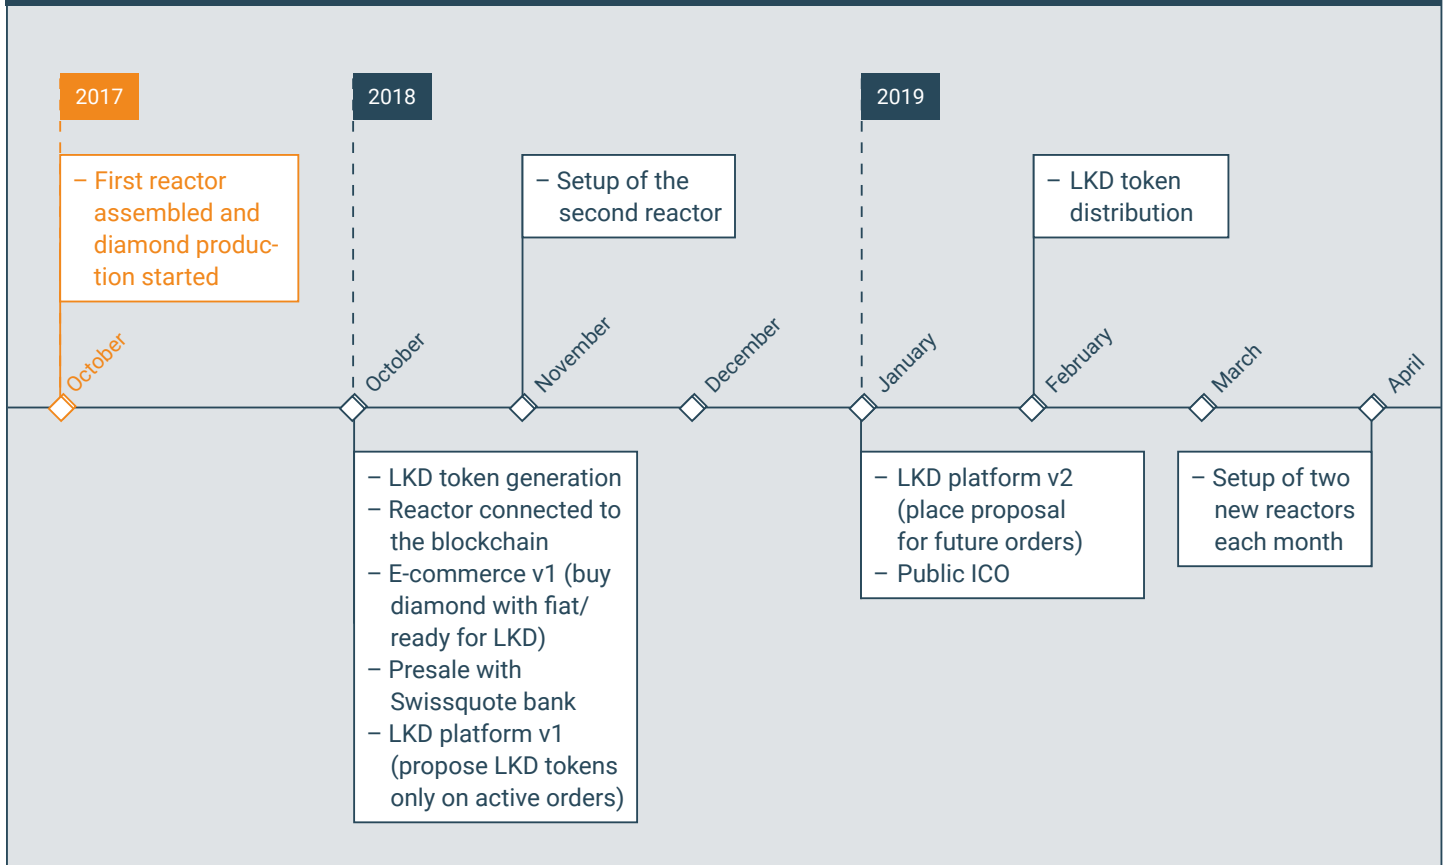 2017
2018
2019
– First reactor
assembled and
diamond produc-
tion started
– Setup of the
second reactor
– LKD token
distribution
October
October
November
December
January
February
March
April
– LKD token generation
– Reactor connected to
the blockchain
– E-commerce v1 (buy
diamond with fiat/
ready for LKD)
– Presale with
Swissquote bank
– LKD platform v1
(propose LKD tokens
only on active orders)
– LKD platform v2
(place proposal
for future orders)
– Public ICO
– Setup of two
new reactors
each month